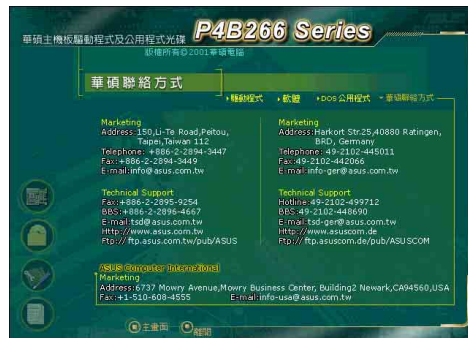 華碩主機板驅動程式及公用程式光碟
P4B266 Series
版權所有©2001華碩電腦
華碩聯絡方式
驅動程式 軟體 DOS公用程式 華碩聯絡方式
Marketing
Address:150,Li-Te Road,Peitou,
Taipei,Taiwan 112
Telephone: +886-2-2894-3447
Fax:+886-2-2894-3449
E-mail:info@asus.com.tw
Technical Support
Fax:+886-2-2895-9254
BBS:+886-2-2896-4667
E-mail:tsd@asus.com.tw
Http://www.asus.com.tw
Ftp://ftp.asus.com.tw/pub/ASUS
Marketing
Address:Harkort Str.25,40880 Ratingen,
BRD, Germany
Telephone:49-2102-445011
Fax:49-2102-442066
E-mail:info-ger@asus.com.tw
Technical Support
Hotline:49-2102-499712
BBS:49-2102-448690
E-mail:tsd-ger@asus.com.tw
Http://www.asuscom.de
Ftp://ftp.asuscom.de/pub/ASUSCOM
ASUS Computer International
Marketing
Address:6737 Mowry Avenue,Mowry Business Center, Building2 Newark,CA94560,USA
Fax:+1-510-608-4555 E-mail:info-usa@asus.com.tw
主畫面 離開